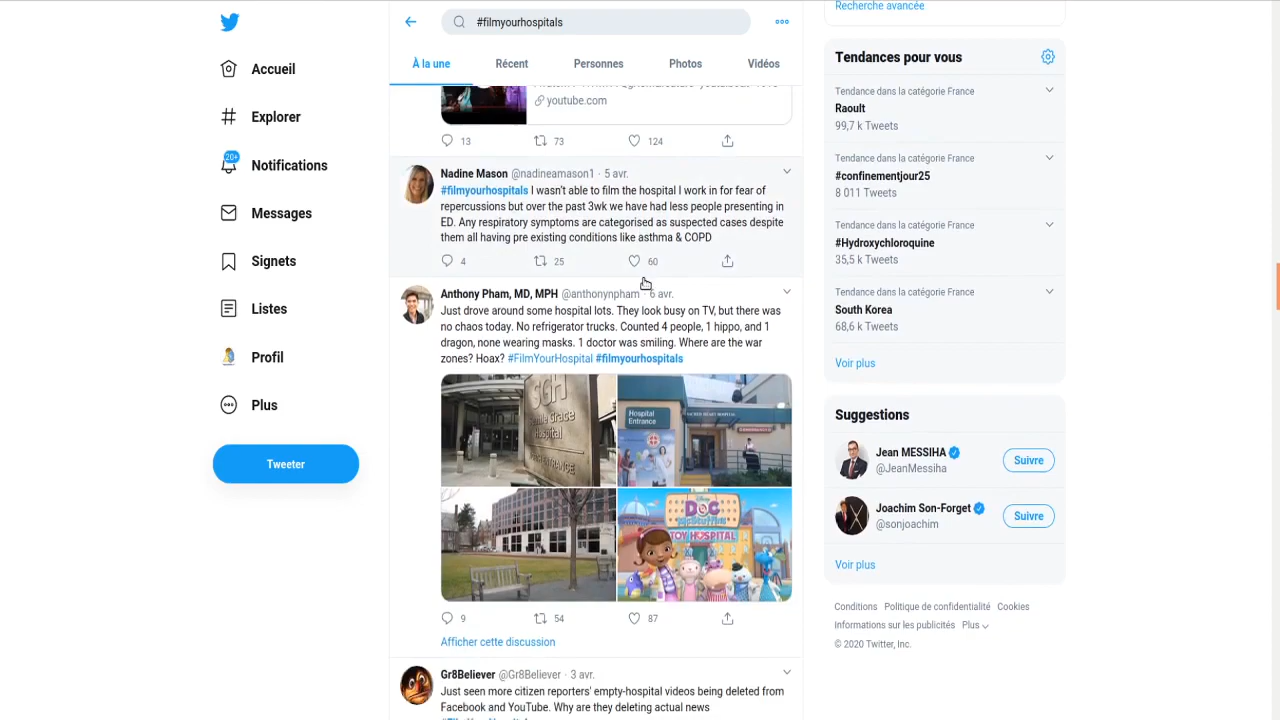 #filmyourhospitals
À la une
Récent
Personnes
Photos
Vidéos
Accueil
Explorer
20+
Notifications
Messages
Signets
Listes
Profil
Plus
Tweeter
youtube.com
13
73
124
Nadine Mason @nadineamason1 · 5 avr.
#filmyourhospitals I wasn't able to film the hospital I work in for fear of
repercussions but over the past 3wk we have had less people presenting in
ED. Any respiratory symptoms are categorised as suspected cases despite
them all having pre existing conditions like asthma & COPD
4
25
60
Anthony Pham, MD, MPH @anthonynpham · 6 avr.
Just drove around some hospital lots. They look busy on TV, but there was
no chaos today. No refrigerator trucks. Counted 4 people, 1 hippo, and 1
dragon, none wearing masks. 1 doctor was smiling. Where are the war
zones? Hoax? #FilmYourHospital #filmyourhospitals
Grace
Hospital
Hospital
Entrance
SACRED HEART HOSPITAL
DOC
TOY HOSPITAL
9
54
87
Afficher cette discussion
Gr8Believer @Gr8Believer · 3 avr.
Just seen more citizen reporters' empty-hospital videos being deleted from
Facebook and YouTube. Why are they deleting actual news
Recherche avancée
Tendances pour vous
Tendance dans la catégorie France
Raoult
99,7 k Tweets
Tendance dans la catégorie France
#confinementjour25
8 011 Tweets
Tendance dans la catégorie France
#Hydroxychloroquine
35,5 k Tweets
Tendance dans la catégorie France
South Korea
68,6 k Tweets
Voir plus
Suggestions
Jean MESSIHA
@JeanMessiha
Suivre
Joachim Son-Forget
@sonjoachim
Suivre
Voir plus
Conditions Politique de confidentialité Cookies
Informations sur les publicités Plus
© 2020 Twitter, Inc.